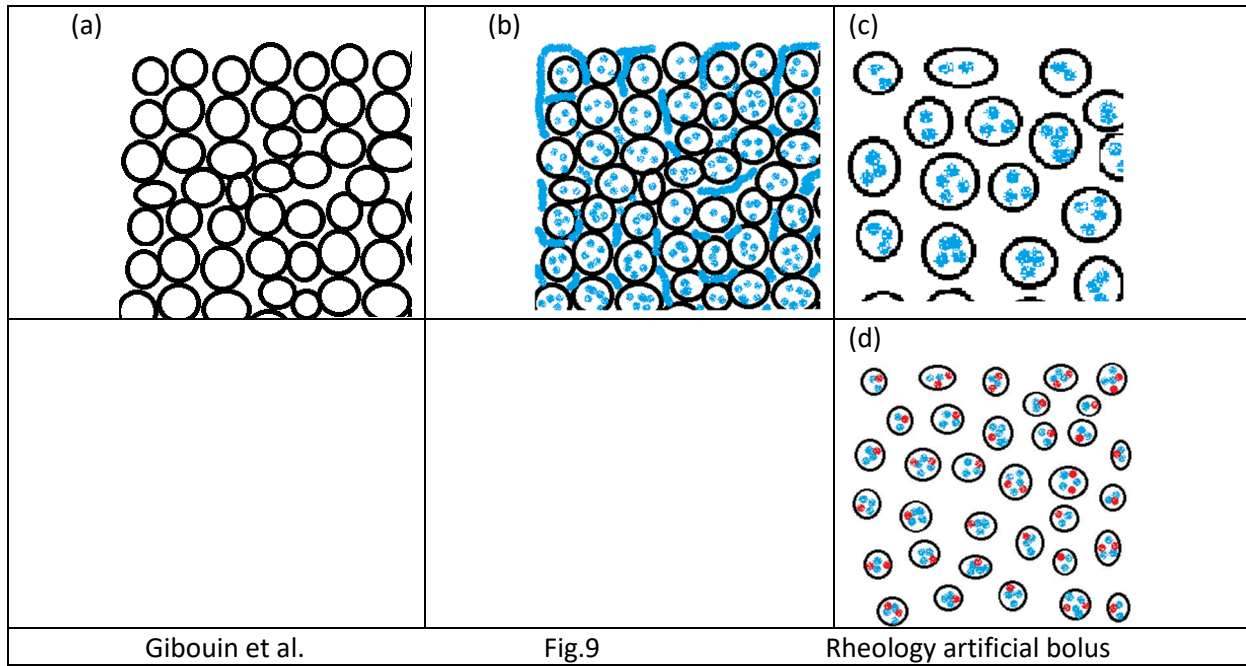 (a)
(b)
(c)
(d)
Gibouin et al.
Fig.9
Rheology artificial bolus